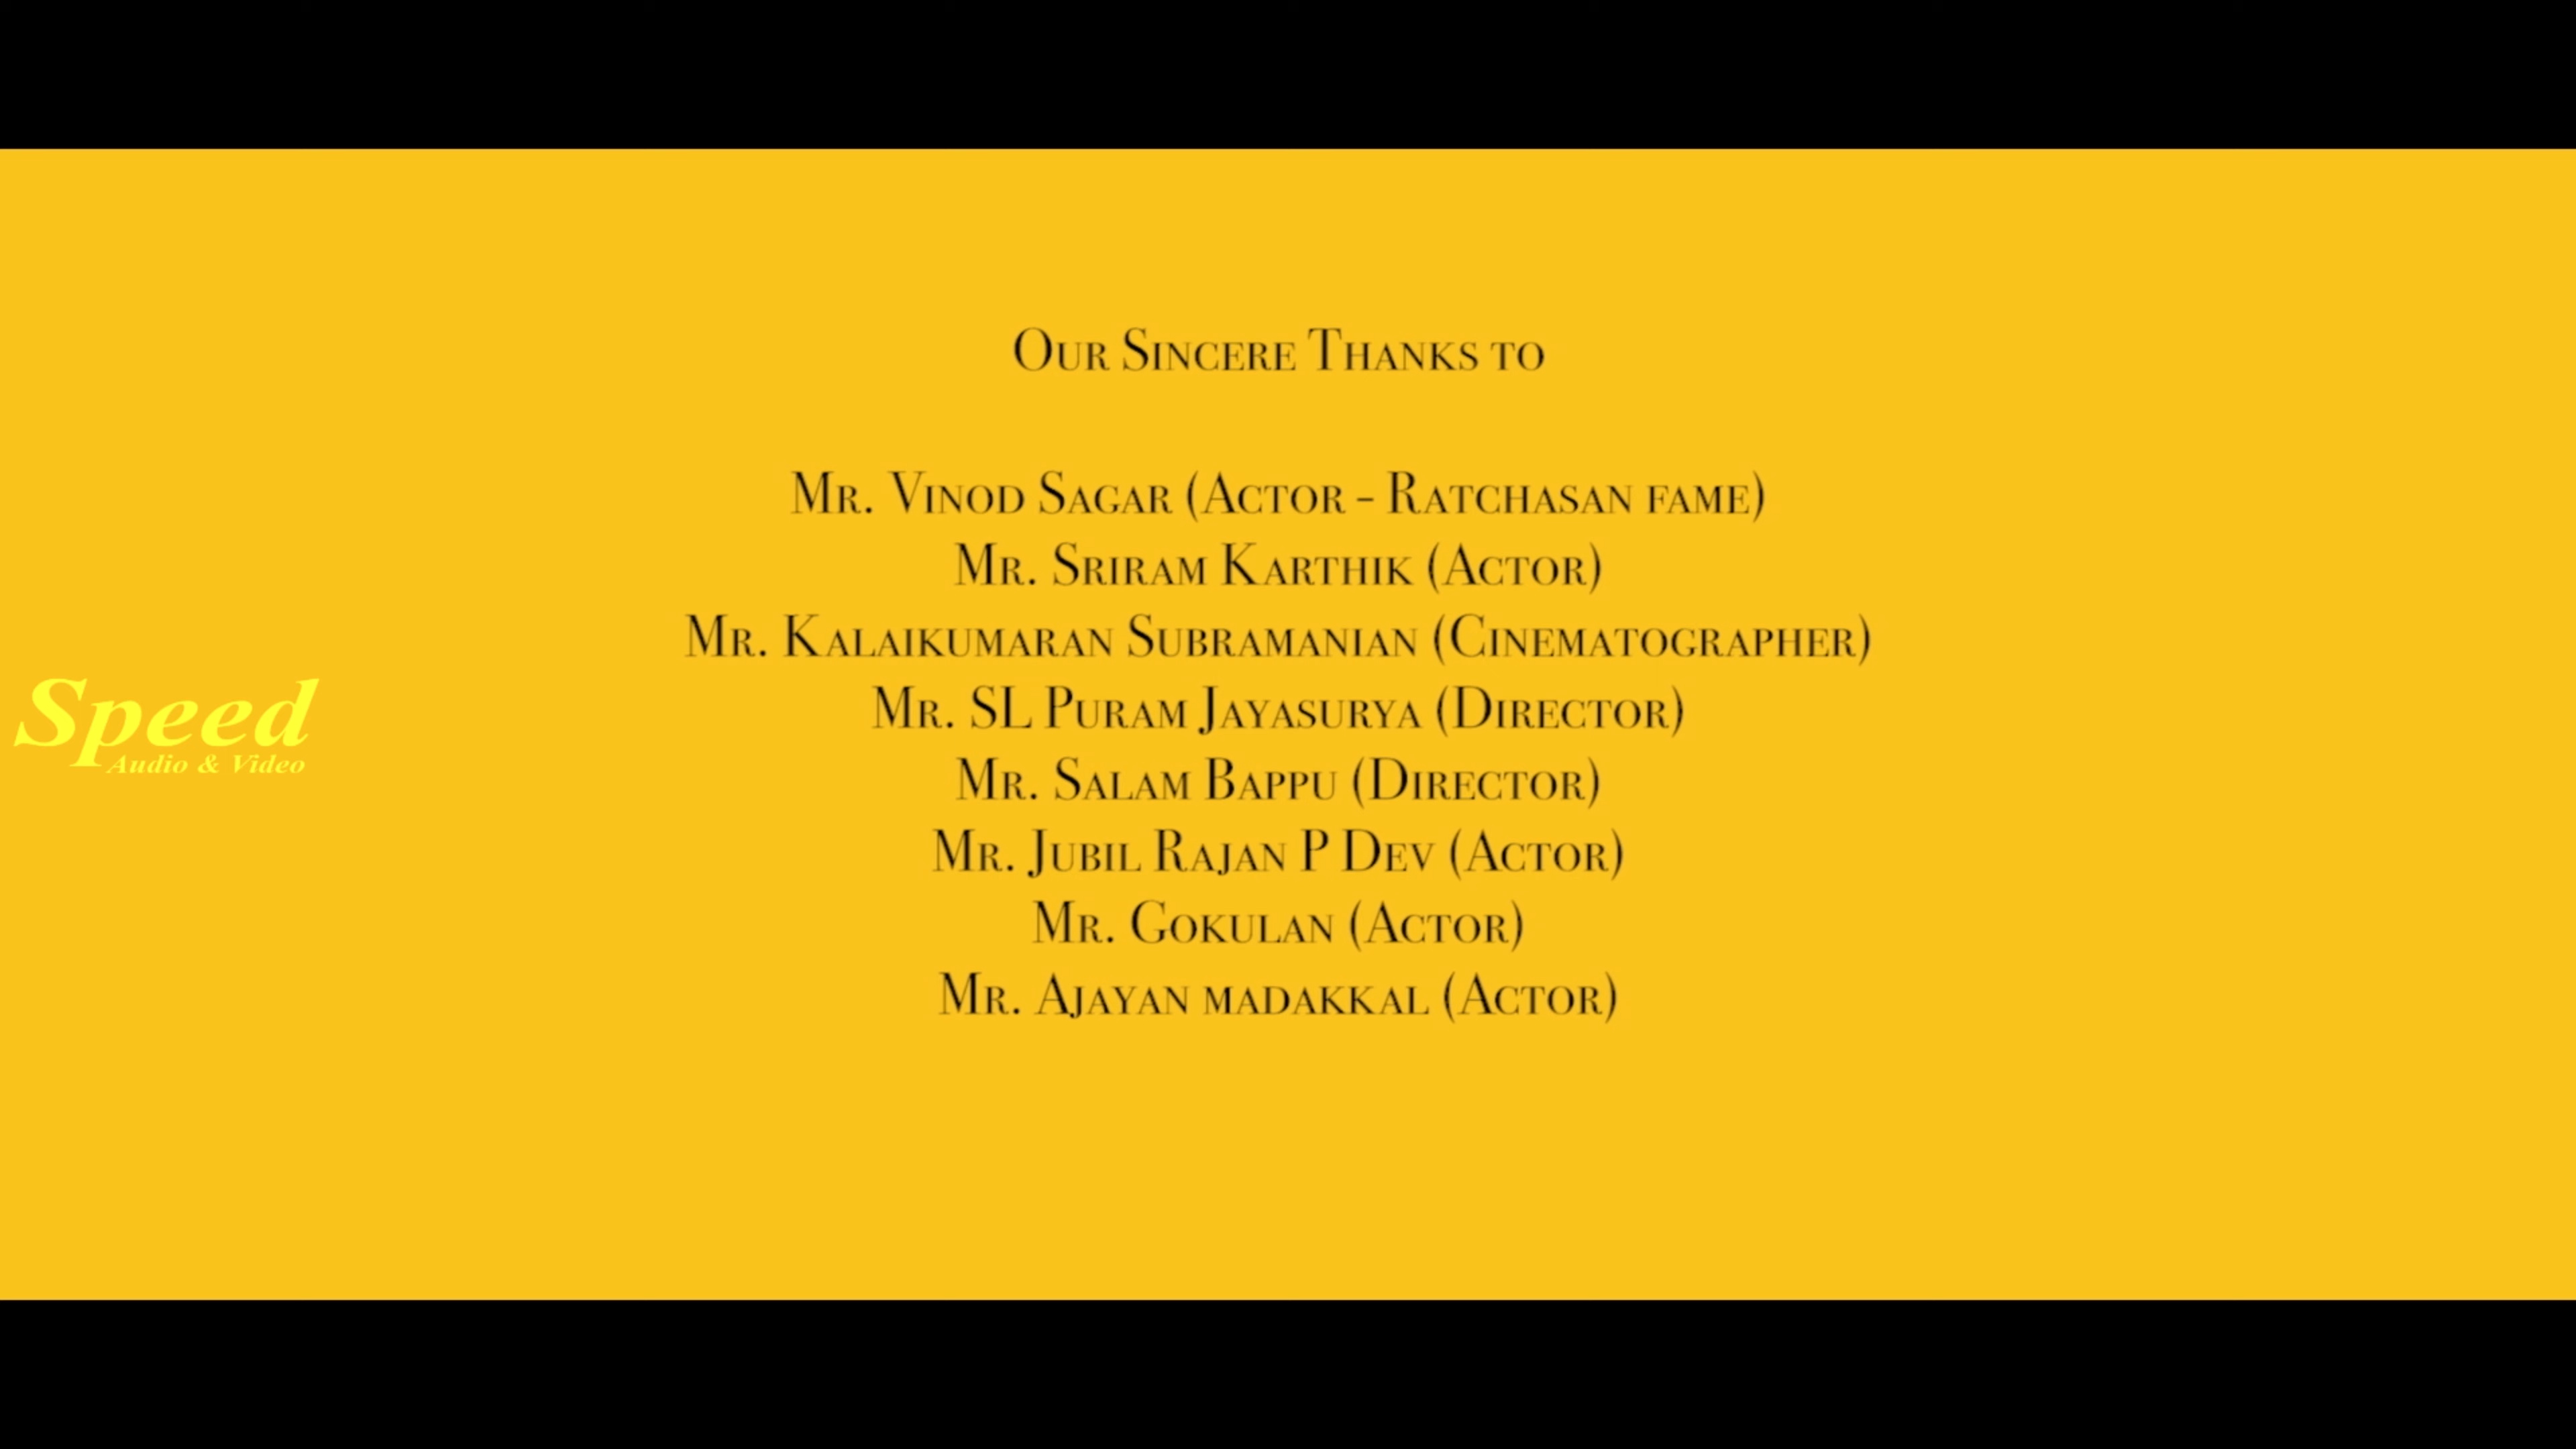 Our Sincere Thanks to
Mr. Vinod Sagar (Actor - Ratchasan fame)
Mr. Sriram Karthik (Actor)
Mr. Kalaikumaran Subramanian (Cinematographer)
Mr. SL Puram Jayasurya (Director)
Mr. Salam Bappu (Director)
Mr. Jubil Rajan P Dev (Actor)
Mr. Gokulan (Actor)
Mr. Ajayan madakkal (Actor)
Speed
Audio & Video